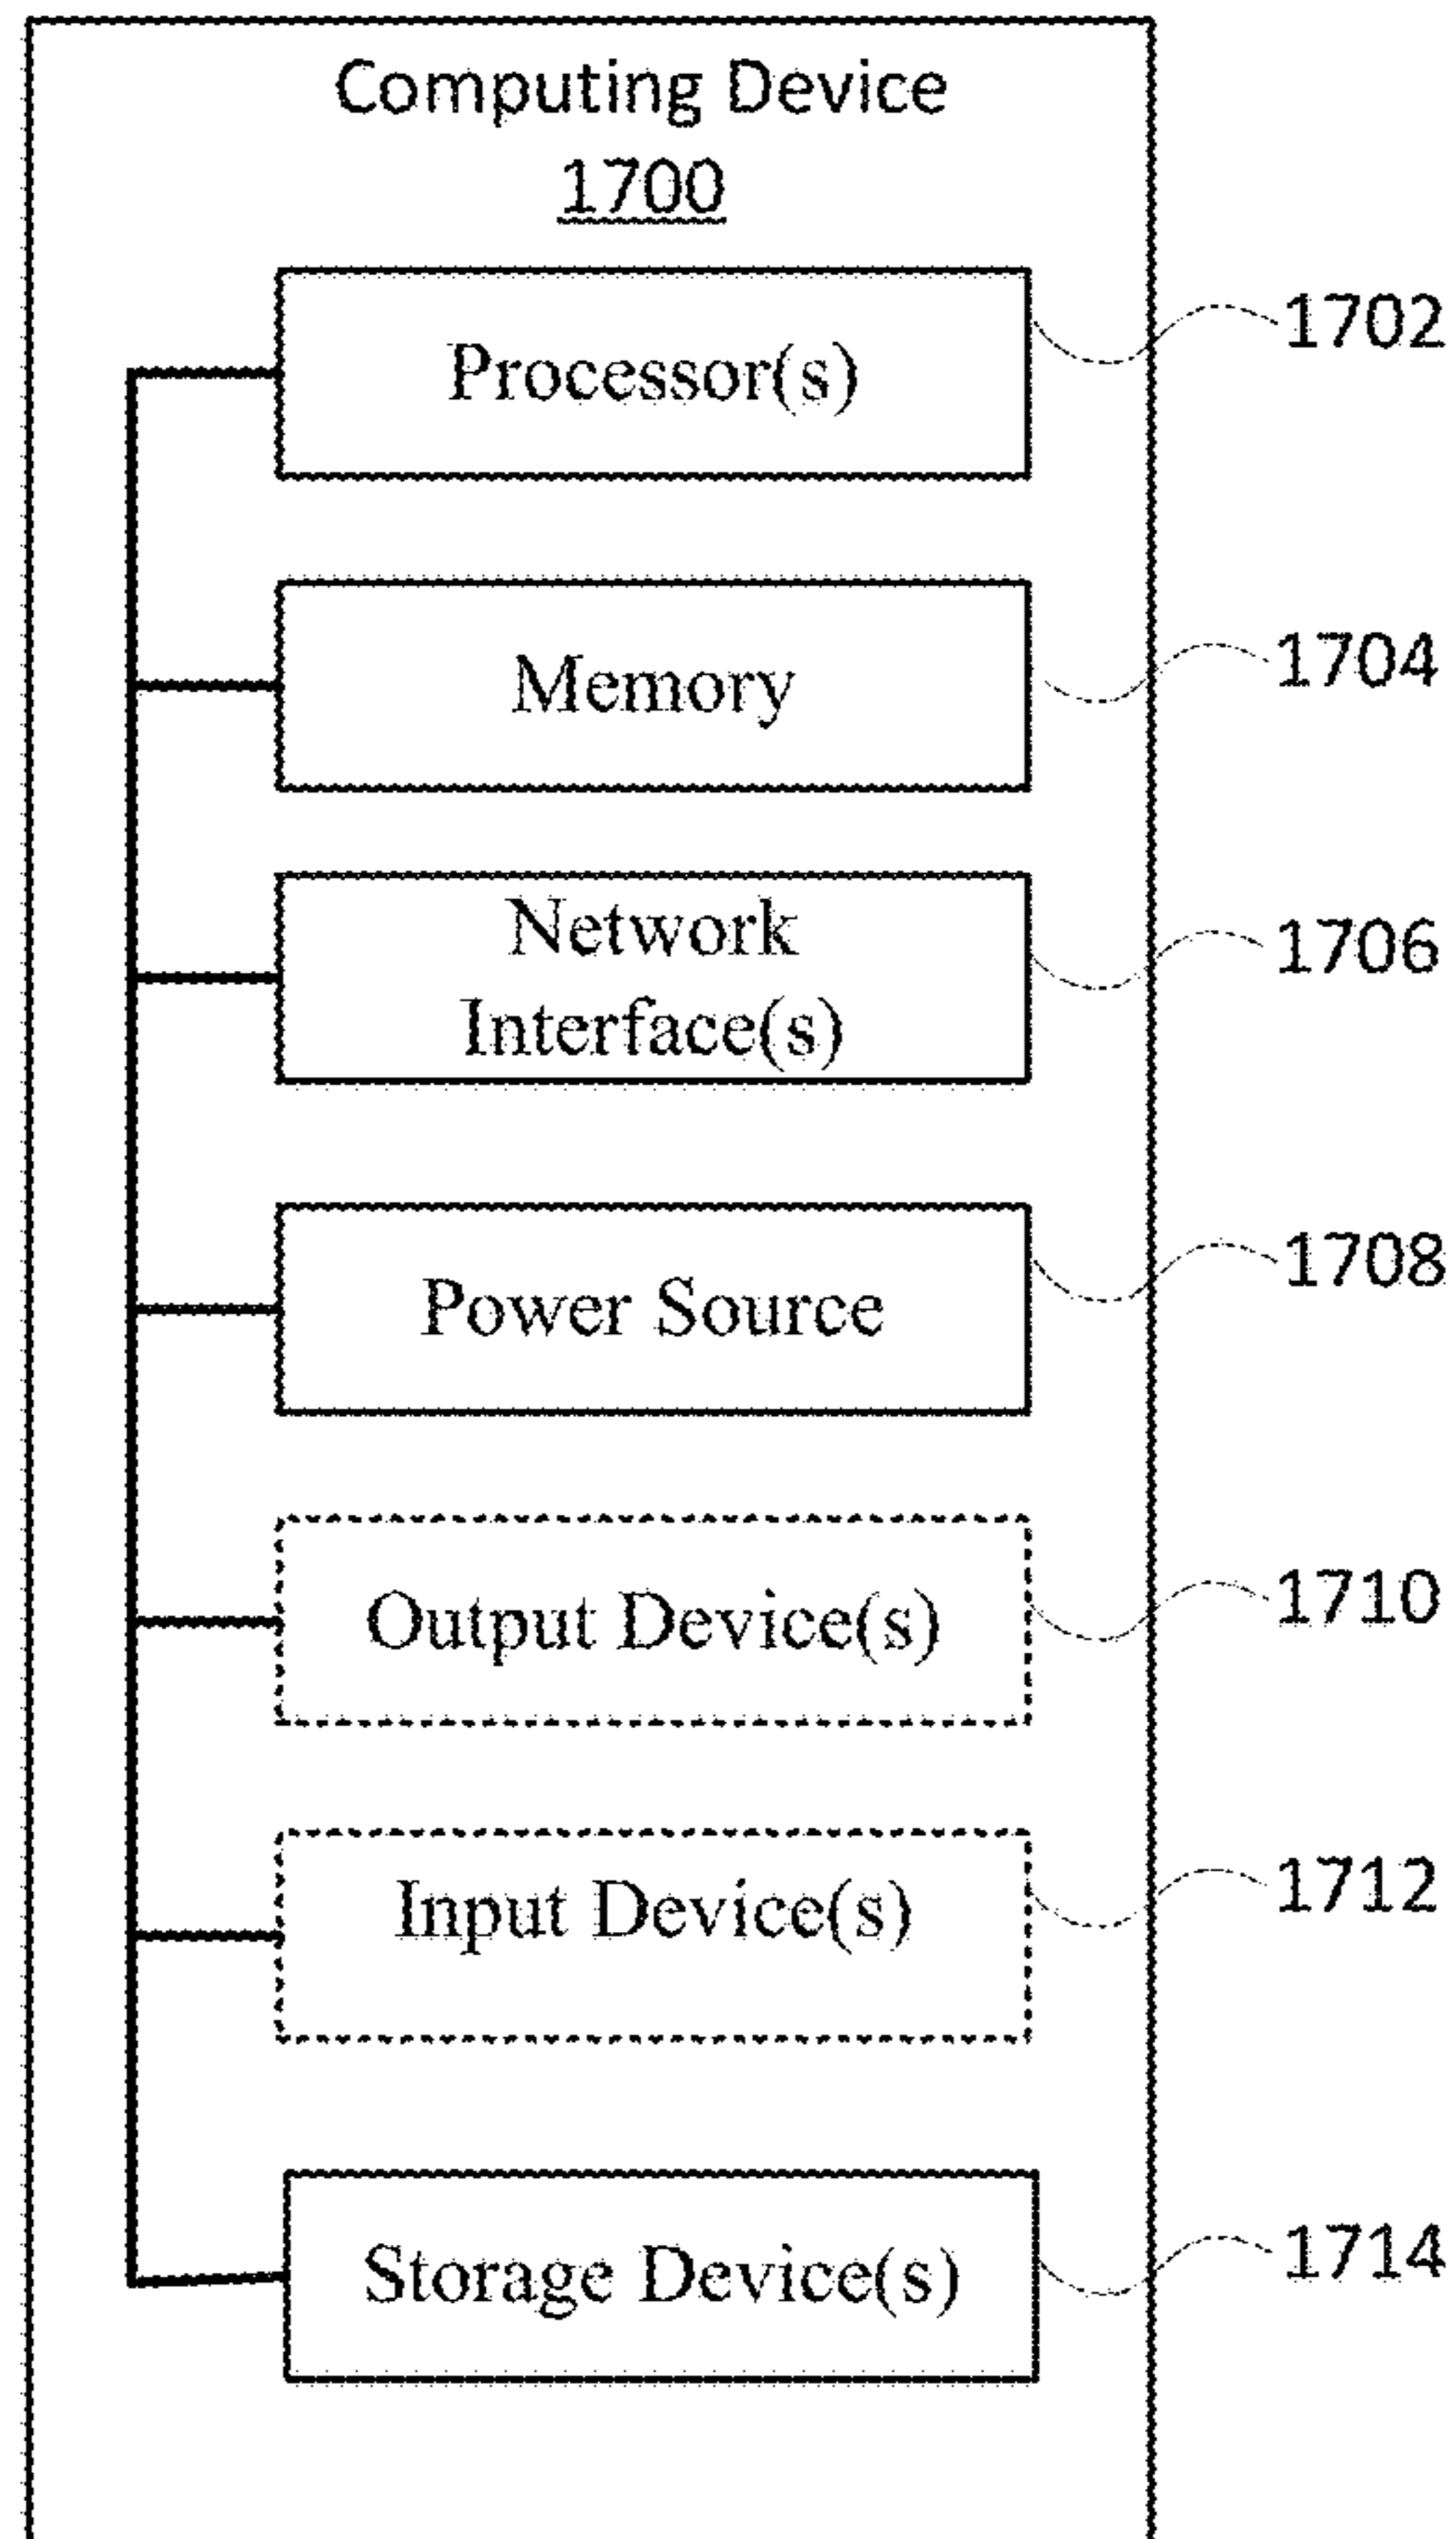 Computing Device
1700
Processor(s)
1702
Memory
1704
Network
Interface(s)
1706
Power Source
1708
Output Device(s)
1710
Input Device(s)
1712
Storage Device(s)
1714